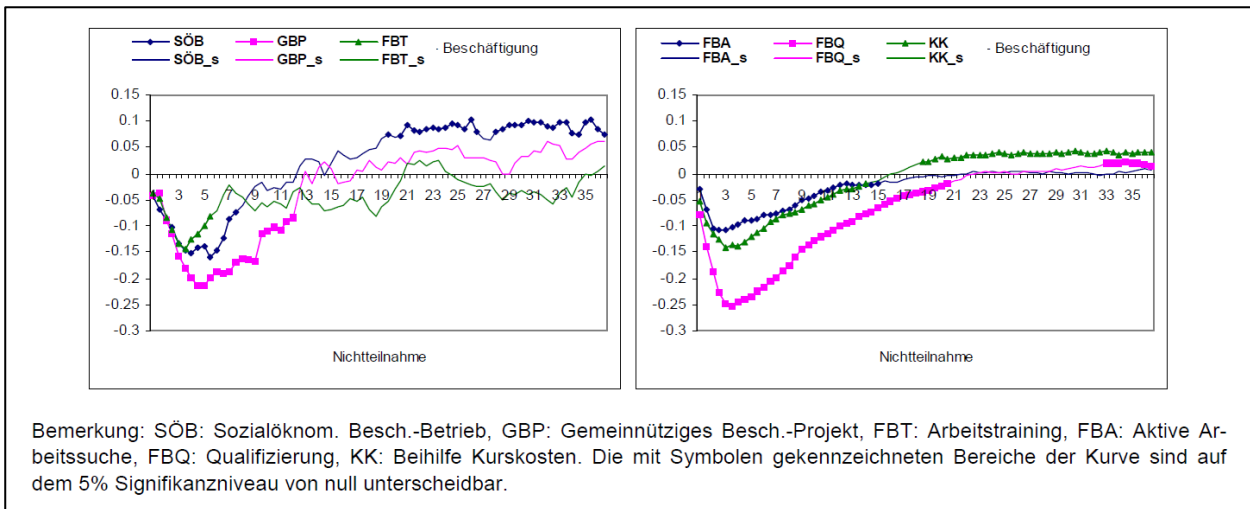 SÖB GBP FBT - Beschäftigung
SÖB_s GBP_s FBT_s
0.15
0.1
0.05
0
-0.05
-0.1
-0.15
-0.2
-0.25
-0.3
3 5 7 9 11 13 15 17 19 21 23 25 27 29 31 33 35
Nichtteilnahme
FBA FBQ KK - Beschäftigung
FBA_s FBQ_s KK_s
0.15
0.1
0.05
0
-0.05
-0.1
-0.15
-0.2
-0.25
-0.3
3 5 7 9 11 13 15 17 19 21 23 25 27 29 31 33 35
Nichtteilnahme
Bemerkung: SÖB: Sozialöknom. Besch.-Betrieb, GBP: Gemeinnütziges Besch.-Projekt, FBT: Arbeitstraining, FBA: Aktive Ar-
beitssuche, FBQ: Qualifizierung, KK: Beihilfe Kurskosten. Die mit Symbolen gekennzeichneten Bereiche der Kurve sind auf
dem 5% Signifikanzniveau von null unterscheidbar.